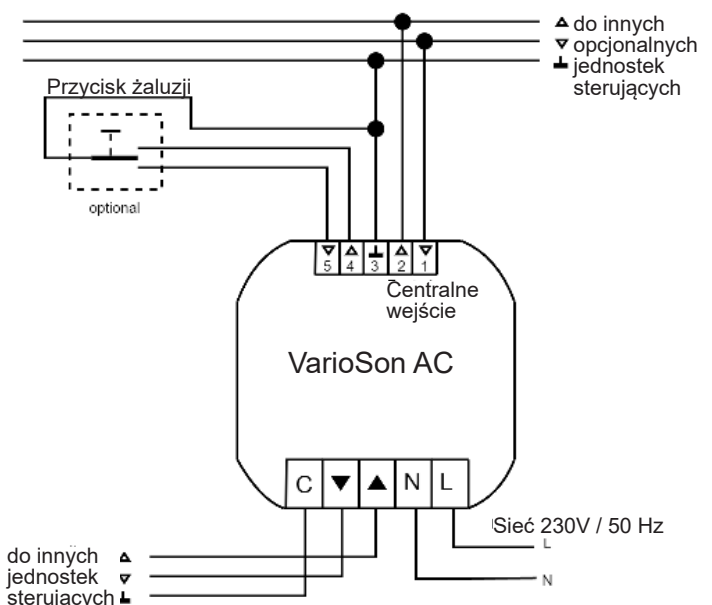 do innych
opcjonalnych
jednostek
sterujących
Przycisk żaluzji
optional
5 4 3 2 1
Centralne
wejście
VarioSon AC
C N L
Sieć 230V / 50 Hz
L
N
do innych
jednostek
sterujących